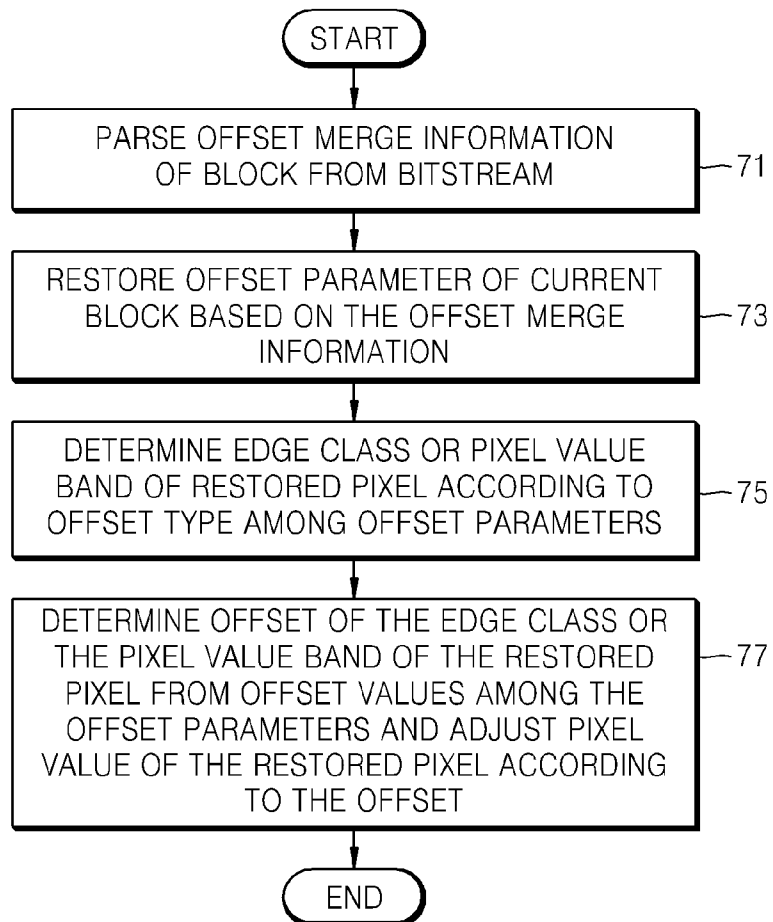 START
PARSE OFFSET MERGE INFORMATION
OF BLOCK FROM BITSTREAM
71
RESTORE OFFSET PARAMETER OF CURRENT
BLOCK BASED ON THE OFFSET MERGE
INFORMATION
73
DETERMINE EDGE CLASS OR PIXEL VALUE
BAND OF RESTORED PIXEL ACCORDING TO
OFFSET TYPE AMONG OFFSET PARAMETERS
75
DETERMINE OFFSET OF THE EDGE CLASS OR
THE PIXEL VALUE BAND OF THE RESTORED
PIXEL FROM OFFSET VALUES AMONG THE
OFFSET PARAMETERS AND ADJUST PIXEL
VALUE OF THE RESTORED PIXEL ACCORDING
TO THE OFFSET
77
END